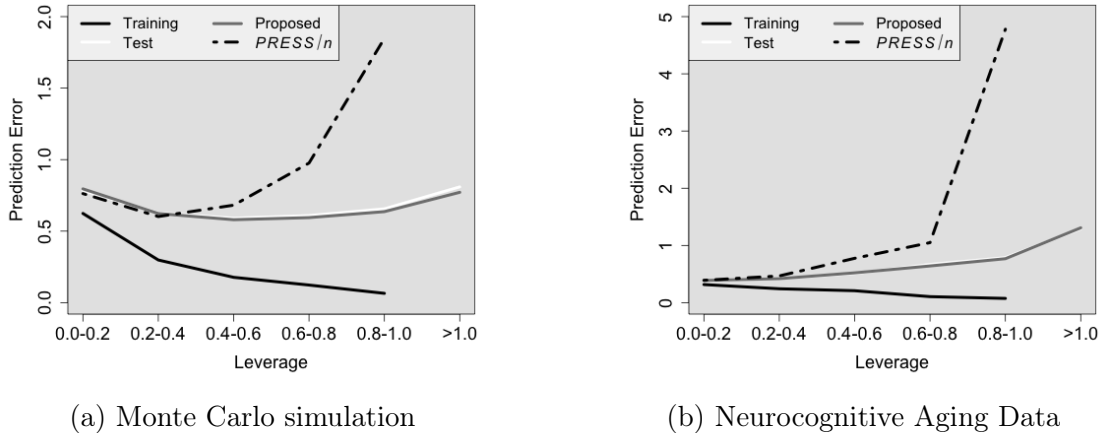 Training Proposed
Test PRESS/n
Prediction Error
2.0
1.5
1.0
0.5
0.0
0.0-0.2 0.2-0.4 0.4-0.6 0.6-0.8 0.8-1.0 >1.0
Leverage
(a) Monte Carlo simulation
Training Proposed
Test PRESS/n
Prediction Error
5
4
3
2
1
0
0.0-0.2 0.2-0.4 0.4-0.6 0.6-0.8 0.8-1.0 >1.0
Leverage
(b) Neurocognitive Aging Data